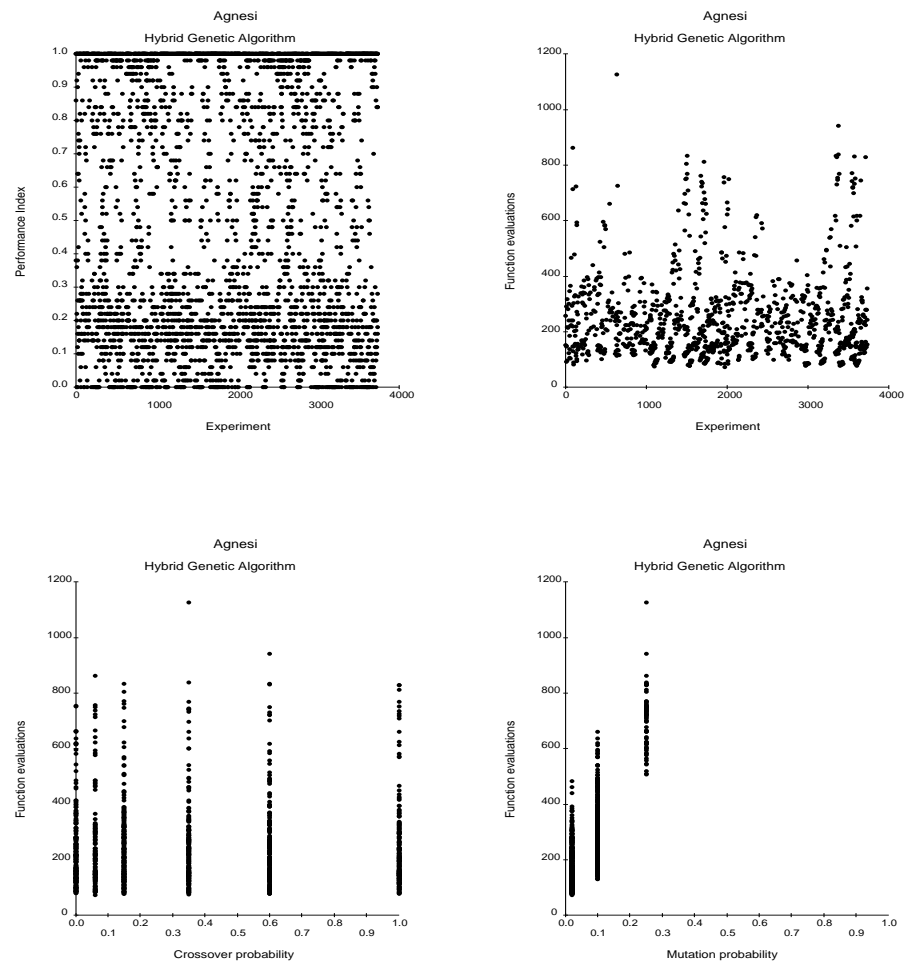 Agnesi
Hybrid Genetic Algorithm
1.0
0.9
0.8
0.7
0.6
0.5
0.4
0.3
0.2
0.1
0.0
Performance Index
0 1000 2000 3000 4000
Experiment
Agnesi
Hybrid Genetic Algorithm
1200
1000
800
600
400
200
0
Function evaluations
0 1000 2000 3000 4000
Experiment
Agnesi
Hybrid Genetic Algorithm
1200
1000
800
600
400
200
0
Function evaluations
0.0 0.2 0.4 0.6 0.8 1.0
0.1 0.3 0.5 0.7 0.9
Crossover probability
Agnesi
Hybrid Genetic Algorithm
1200
1000
800
600
400
200
0
Function evaluations
0.0 0.2 0.4 0.6 0.8 1.0
0.1 0.3 0.5 0.7 0.9
Mutation probability